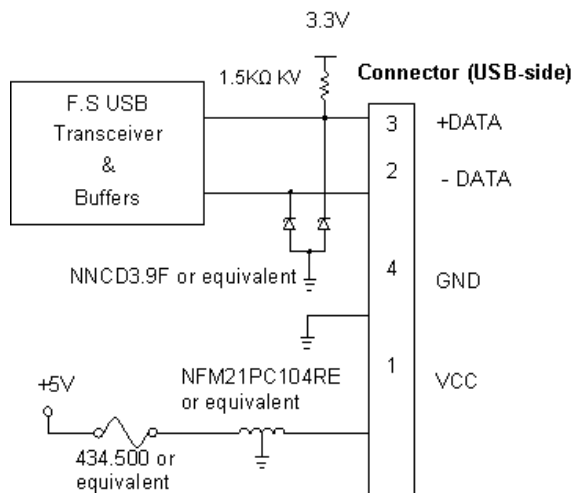 3.3V
1.5KΩ KV
Connector (USB-side)
F.S USB
Transceiver
&
Buffers
3
+DATA
2
- DATA
NNCD3.9F or equivalent
4
GND
1
VCC
NFM21PC104RE
or equivalent
+5V
434.500 or
equivalent